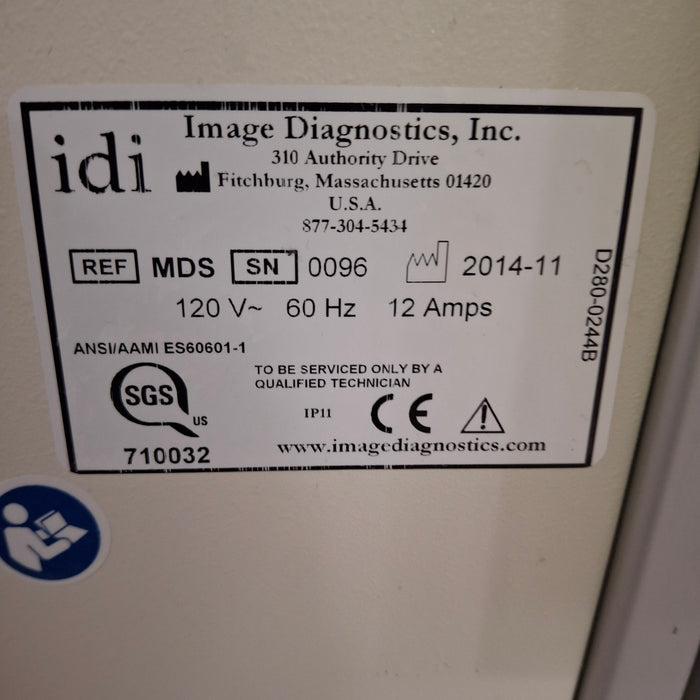 idi
Image Diagnostics, Inc.
310 Authority Drive
Fitchburg, Massachusetts 01420
U.S.A.
877-304-5434
REF MDS SN 0096 2014-11
120 V~ 60 Hz 12 Amps
D280-0244B
ANSI/AAMI ES60601-1
TO BE SERVICED ONLY BY A
QUALIFIED TECHNICIAN
SGS
US
IP11 CE
710032
www.imagediagnostics.com